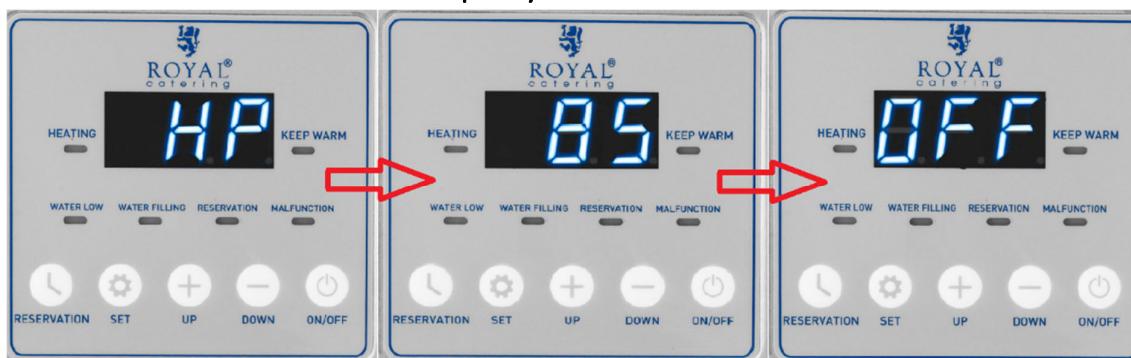 ROYAL®
catering
HP
HEATING
KEEP WARM
WATER LOW
WATER FILLING
RESERVATION
MALFUNCTION
RESERVATION
SET
UP
DOWN
ON/OFF
ROYAL®
catering
85
HEATING
KEEP WARM
WATER LOW
WATER FILLING
RESERVATION
MALFUNCTION
RESERVATION
SET
UP
DOWN
ON/OFF
ROYAL®
catering
OFF
HEATING
KEEP WARM
WATER LOW
WATER FILLING
RESERVATION
MALFUNCTION
RESERVATION
SET
UP
DOWN
ON/OFF